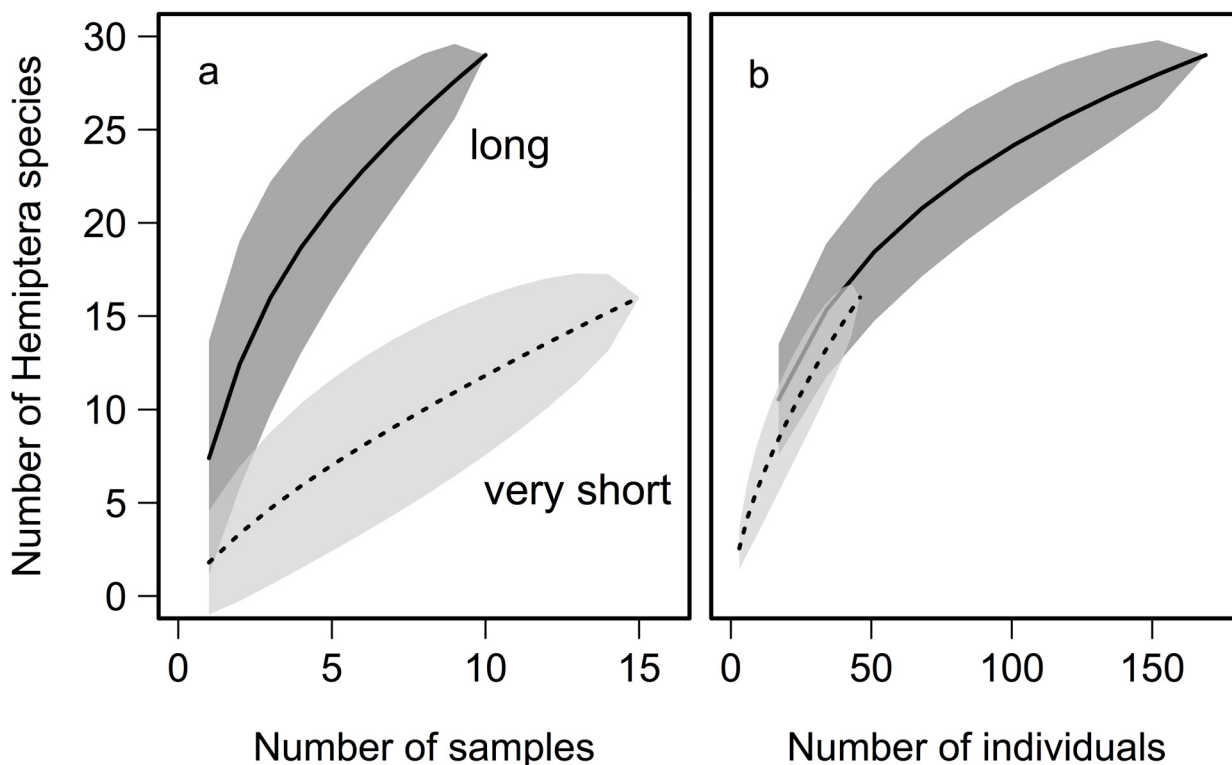 Number of Hemiptera species
30
25
20
15
10
5
0
a
long
very short
0 5 10 15
Number of samples
b
0 50 100 150
Number of individuals